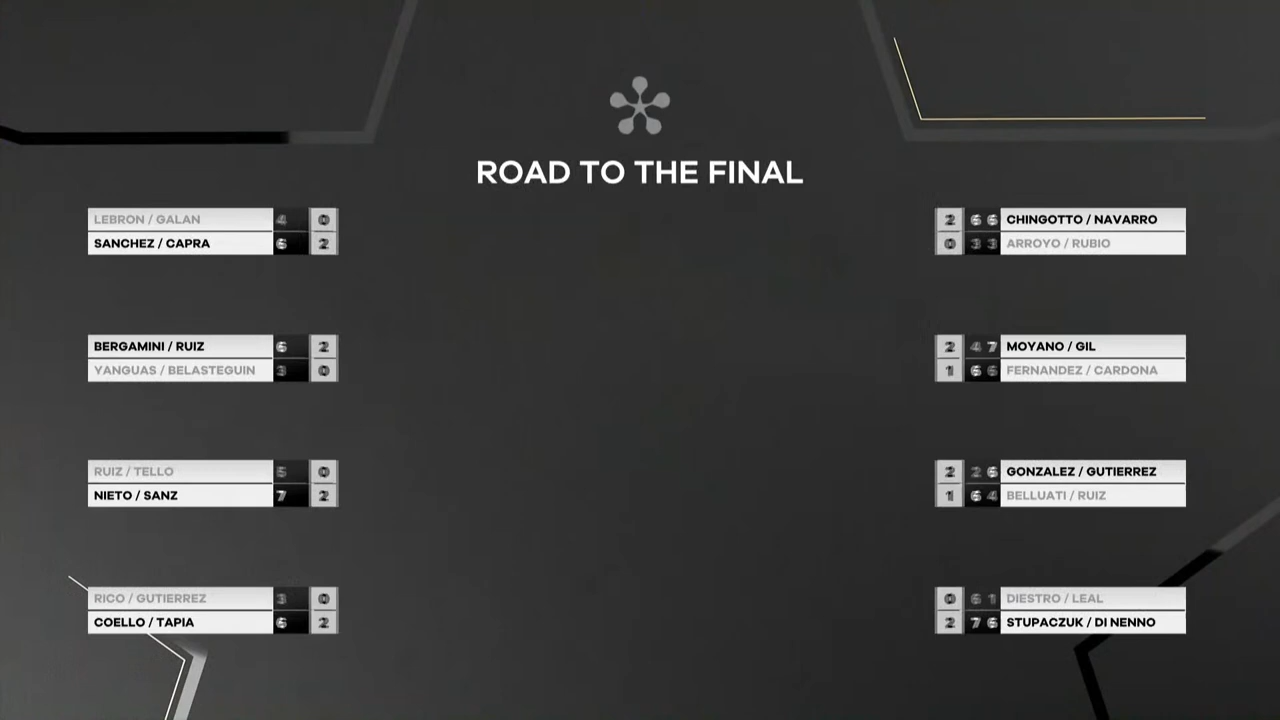 ROAD TO THE FINAL
LEBRON / GALAN 4 0
SANCHEZ / CAPRA 6 2
BERGAMINI / RUIZ 6 2
YANGUAS / BELASTEGUIN 3 0
RUIZ / TELLO 5 0
NIETO / SANZ 7 2
RICO / GUTIERREZ 3 0
COELLO / TAPIA 6 2
2 6 6 CHINGOTTO / NAVARRO
0 3 3 ARROYO / RUBIO
2 4 7 MOYANO / GIL
1 6 6 FERNANDEZ / CARDONA
2 2 6 GONZALEZ / GUTIERREZ
1 6 4 BELLUATI / RUIZ
0 6 1 DIESTRO / LEAL
2 7 6 STUPACZUK / DI NENNO